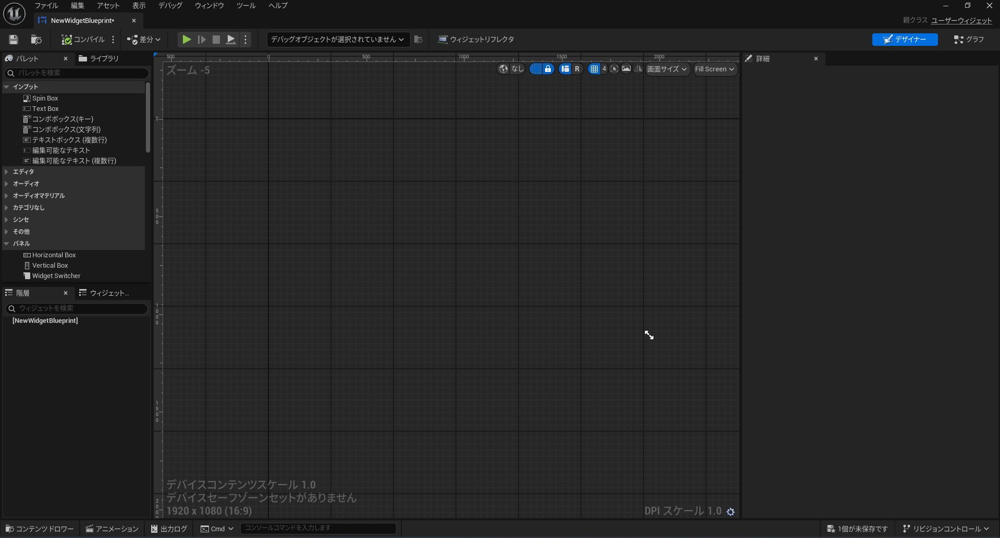 ファイル 編集 アセット 表示 デバッグ ウィンドウ ツール ヘルプ
NewWidgetBlueprint*
親クラス ユーザーウィジェット
コンパイル 差分 デバッグオブジェクトが選択されていません ウィジェットリフレクタ デザイナー グラフ
パレット ライブラリ
パレットを検索
インプット
Spin Box
Text Box
コンボボックス(キー)
コンボボックス(文字列)
テキストボックス (複数行)
編集可能なテキスト
編集可能なテキスト (複数行)
エディタ
オーディオ
オーディオマテリアル
カテゴリなし
シンセ
その他
パネル
Horizontal Box
Vertical Box
Widget Switcher
階層 ウィジェット...
ウィジェットを検索
[NewWidgetBlueprint]
500 0 500 1000 1500 2000
ズーム -5
なし R 4 画面サイズ Fill Screen
0
500
1000
1500
2000
デバイスコンテンツスケール 1.0
デバイスセーフゾーンセットがありません
1920 x 1080 (16:9)
DPI スケール 1.0
詳細
コンテンツ ドロワー アニメーション 出力ログ Cmd コンソールコマンドを入力します 1個が未保存です リビジョンコントロール